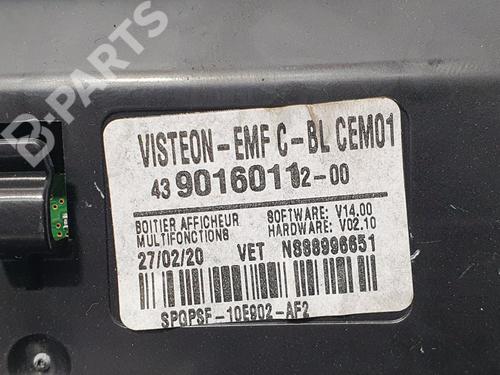 B-PARTS
VISTEON-EMF C-BL CEM01
43 9016011 2-00
BOITIER AFFICHEUR SOFTWARE: V14.00
MULTIFONCTIONS HARDWARE: V02.10
27/02/20 VET N888996651
SPQPSF-10E902-AF2